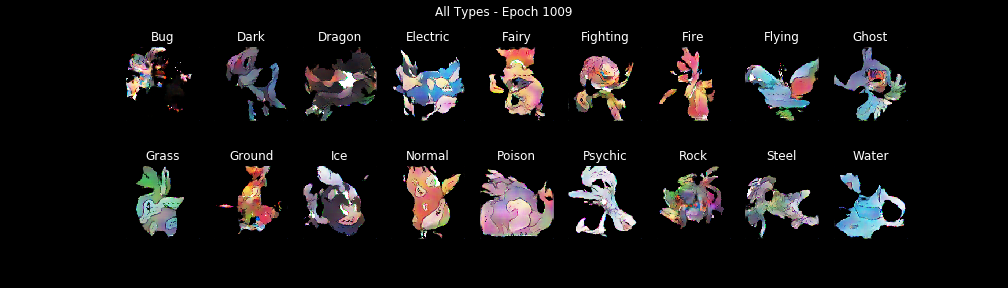 All Types - Epoch 1009
Bug Dark Dragon Electric Fairy Fighting Fire Flying Ghost
Grass Ground Ice Normal Poison Psychic Rock Steel Water